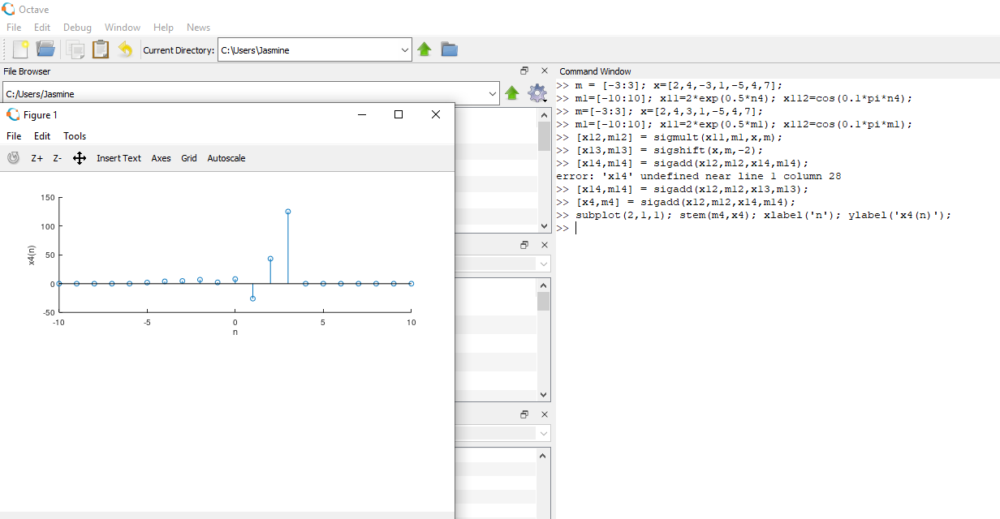 Octave
File Edit Debug Window Help News
Current Directory: C:\Users\Jasmine
File Browser
C:/Users/Jasmine
Figure 1
File Edit Tools
Z+ Z- Insert Text Axes Grid Autoscale
150
100
50
0
-50
x4(n)
-10 -5 0 5 10
n
Command Window
>> m = [-3:3]; x=[2,4,-3,1,-5,4,7];
>> m1=[-10:10]; x11=2*exp(0.5*n4); x112=cos(0.1*pi*n4);
>> m=[-3:3]; x=[2,4,3,1,-5,4,7];
>> m1=[-10:10]; x11=2*exp(0.5*m1); x112=cos(0.1*pi*m1);
>> [x12,m12] = sigmult(x11,m1,x,m);
>> [x13,m13] = sigshift(x,m,-2);
>> [x14,m14] = sigadd(x12,m12,x14,m14);
error: 'x14' undefined near line 1 column 28
>> [x14,m14] = sigadd(x12,m12,x13,m13);
>> [x4,m4] = sigadd(x12,m12,x14,m14);
>> subplot(2,1,1); stem(m4,x4); xlabel('n'); ylabel('x4(n)');
>>